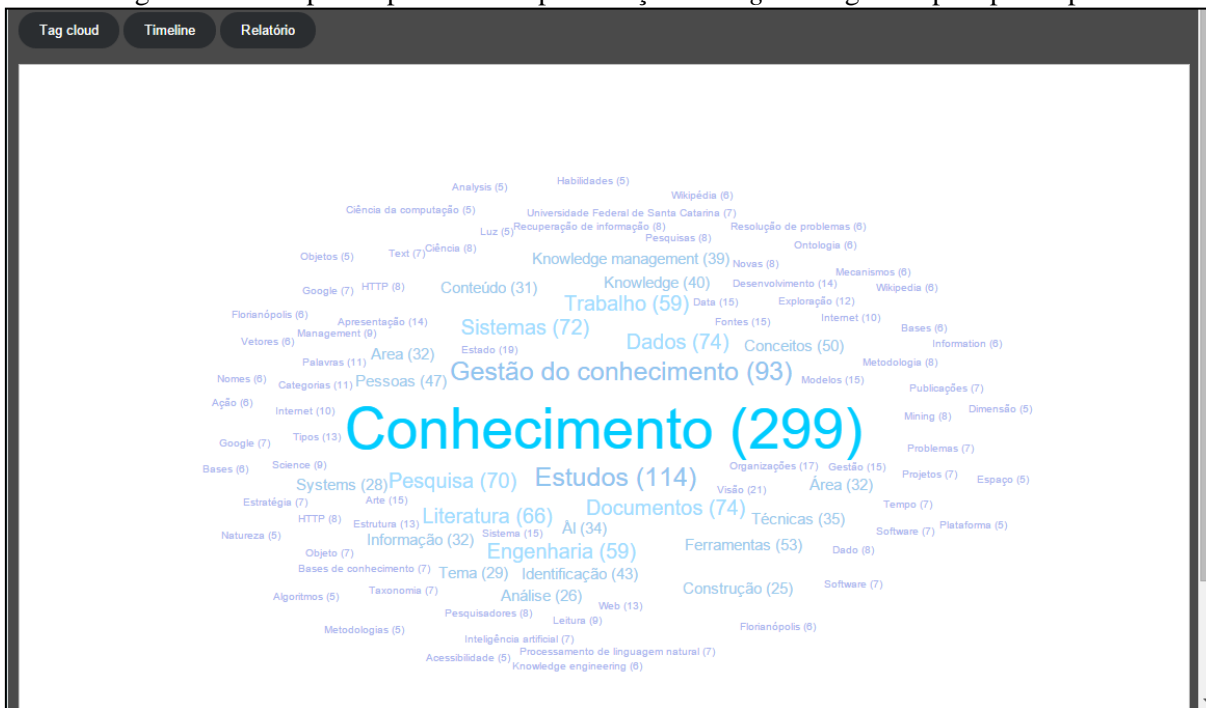 Tag cloud Timeline Relatório
Habilidades (5)
Analysis (5)
Wikipédia (6)
Ciência da computação (5)
Universidade Federal de Santa Catarina (7)
Luz (5) Recuperação de informação (8) Resolução de problemas (6)
Pesquisas (8)
Ontologia (6)
Objetos (5) Text (7) Ciência (8)
Knowledge management (39) Novas (8)
Mecanismos (6)
Google (7) HTTP (8) Conteúdo (31) Knowledge (40) Desenvolvimento (14) Wikipedia (6)
Trabalho (59) Data (15) Exploração (12)
Florianópolis (6) Apresentação (14) Fontes (15) Internet (10)
Vetores (6) Management (9) Sistemas (72) Bases (6)
Dados (74) Conceitos (50) Information (6)
Palavras (11) Area (32) Estado (19) Metodologia (8)
Nomes (6) Categorias (11) Pessoas (47) Gestão do conhecimento (93) Modelos (15) Publicações (7)
Ação (6) Internet (10) Mining (8) Dimensão (5)
Google (7) Tipos (13) Conhecimento (299) Problemas (7)
Bases (6) Science (9) Organizações (17) Gestão (15) Projetos (7) Espaço (5)
Systems (28) Pesquisa (70) Estudos (114) Visão (21) Área (32)
Estratégia (7) Arte (15) Tempo (7)
HTTP (8) Estrutura (13) Literatura (66) Documentos (74) Técnicas (35) Plataforma (5)
Natureza (5) Informação (32) Sistema (15) ÀI (34) Software (7)
Objeto (7) Engenharia (59) Ferramentas (53) Dado (8)
Bases de conhecimento (7) Tema (29) Identificação (43)
Algoritmos (5) Taxonomia (7) Análise (26) Construção (25) Software (7)
Pesquisadores (8) Web (13)
Metodologias (5) Leitura (9) Florianópolis (6)
Inteligência artificial (7)
Acessibilidade (5) Processamento de linguagem natural (7)
Knowledge engineering (6)